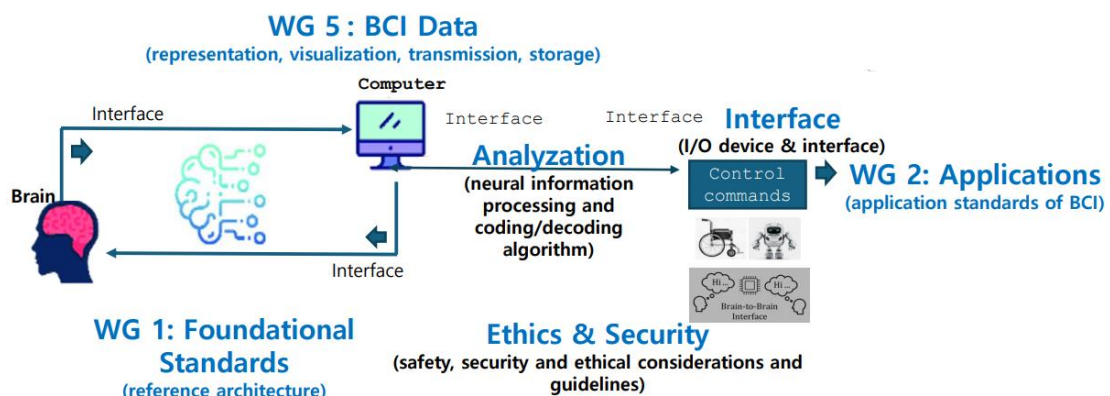 WG 5 : BCI Data
(representation, visualization, transmission, storage)
Computer
Interface
Interface
Interface
Interface
(I/O device & interface)
Analyzation
(neural information
processing and
coding/decoding
algorithm)
Control
commands
WG 2: Applications
(application standards of BCI)
Brain
Interface
Hi ...
Hi ...
Brain-to-Brain
Interface
WG 1: Foundational
Standards
(reference architecture)
Ethics & Security
(safety, security and ethical considerations and
guidelines)